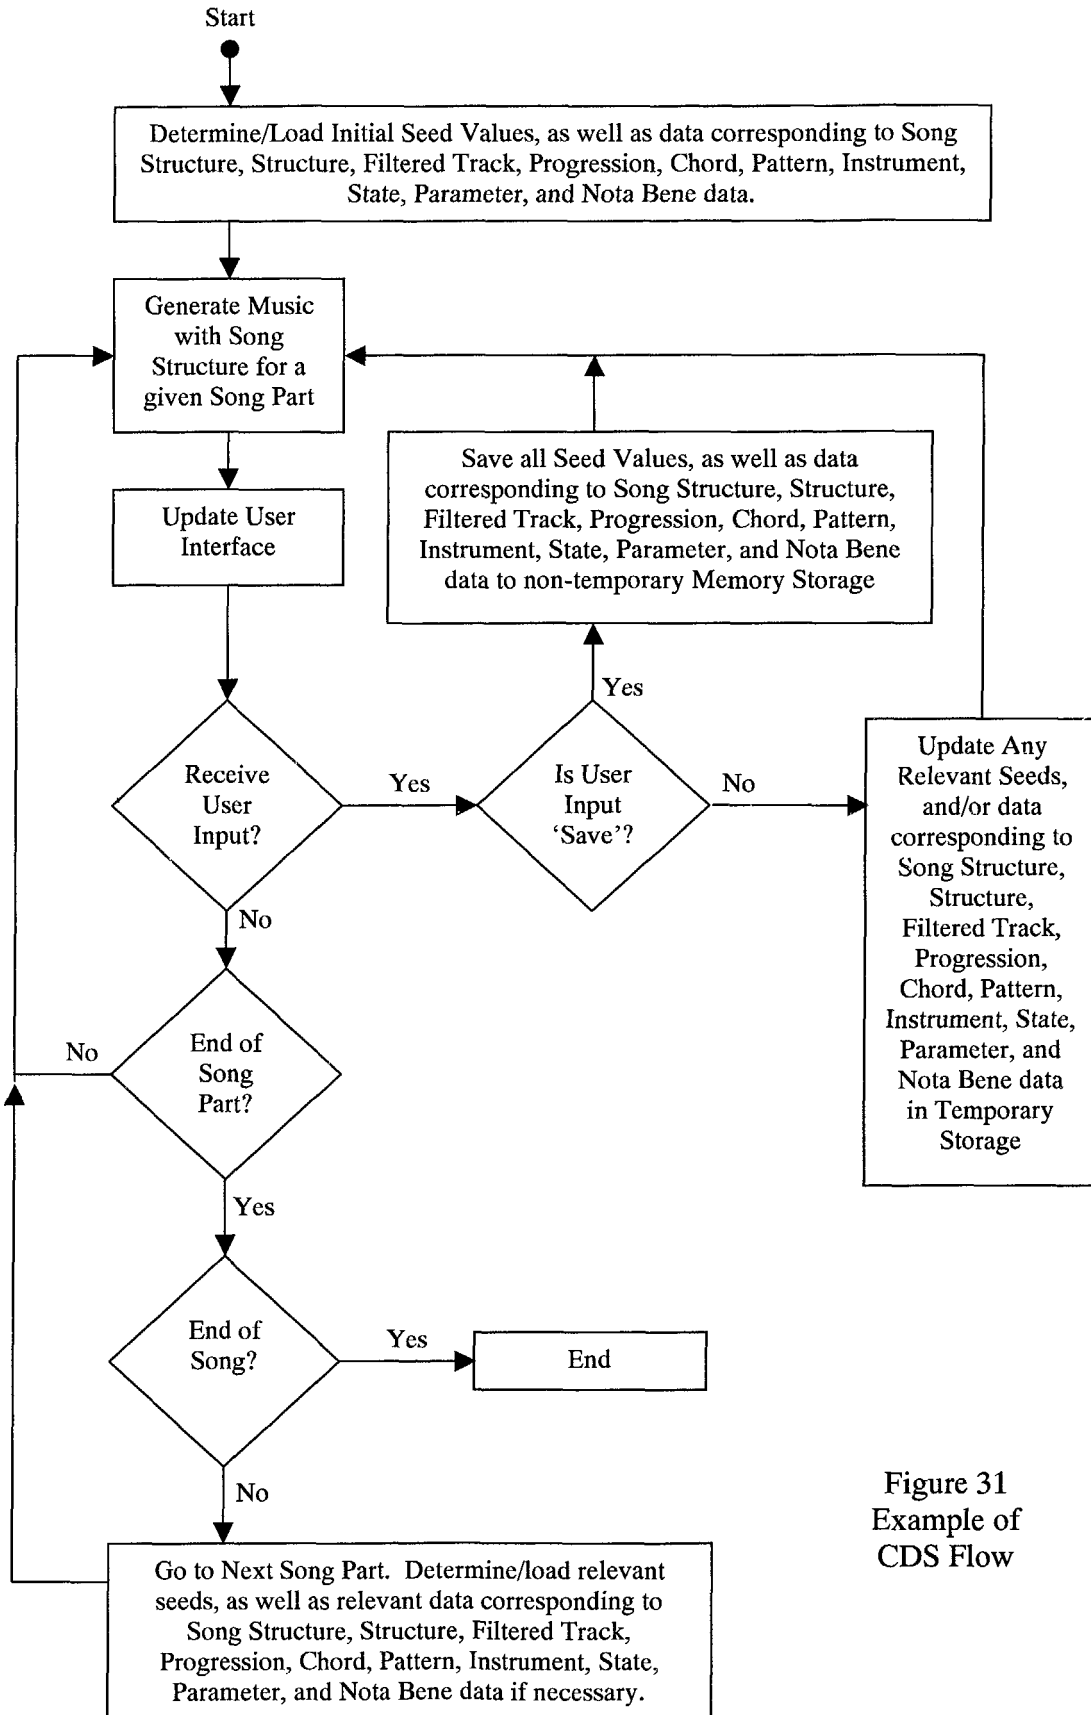 Start
Determine/Load Initial Seed Values, as well as data corresponding to Song
Structure, Structure, Filtered Track, Progression, Chord, Pattern, Instrument,
State, Parameter, and Nota Bene data.
Generate Music
with Song
Structure for a
given Song Part
Update User
Interface
Save all Seed Values, as well as data
corresponding to Song Structure, Structure,
Filtered Track, Progression, Chord, Pattern,
Instrument, State, Parameter, and Nota Bene
data to non-temporary Memory Storage
Yes
Receive
User
Input?
Yes
Is User
Input
‘Save’?
No
Update Any
Relevant Seeds,
and/or data
corresponding to
Song Structure,
Structure,
Filtered Track,
Progression,
Chord, Pattern,
Instrument, State,
Parameter, and
Nota Bene data
in Temporary
Storage
No
End of
Song
Part?
No
Yes
End of
Song?
Yes
End
No
Go to Next Song Part. Determine/load relevant
seeds, as well as relevant data corresponding to
Song Structure, Structure, Filtered Track,
Progression, Chord, Pattern, Instrument, State,
Parameter, and Nota Bene data if necessary.
Figure 31
Example of
CDS Flow